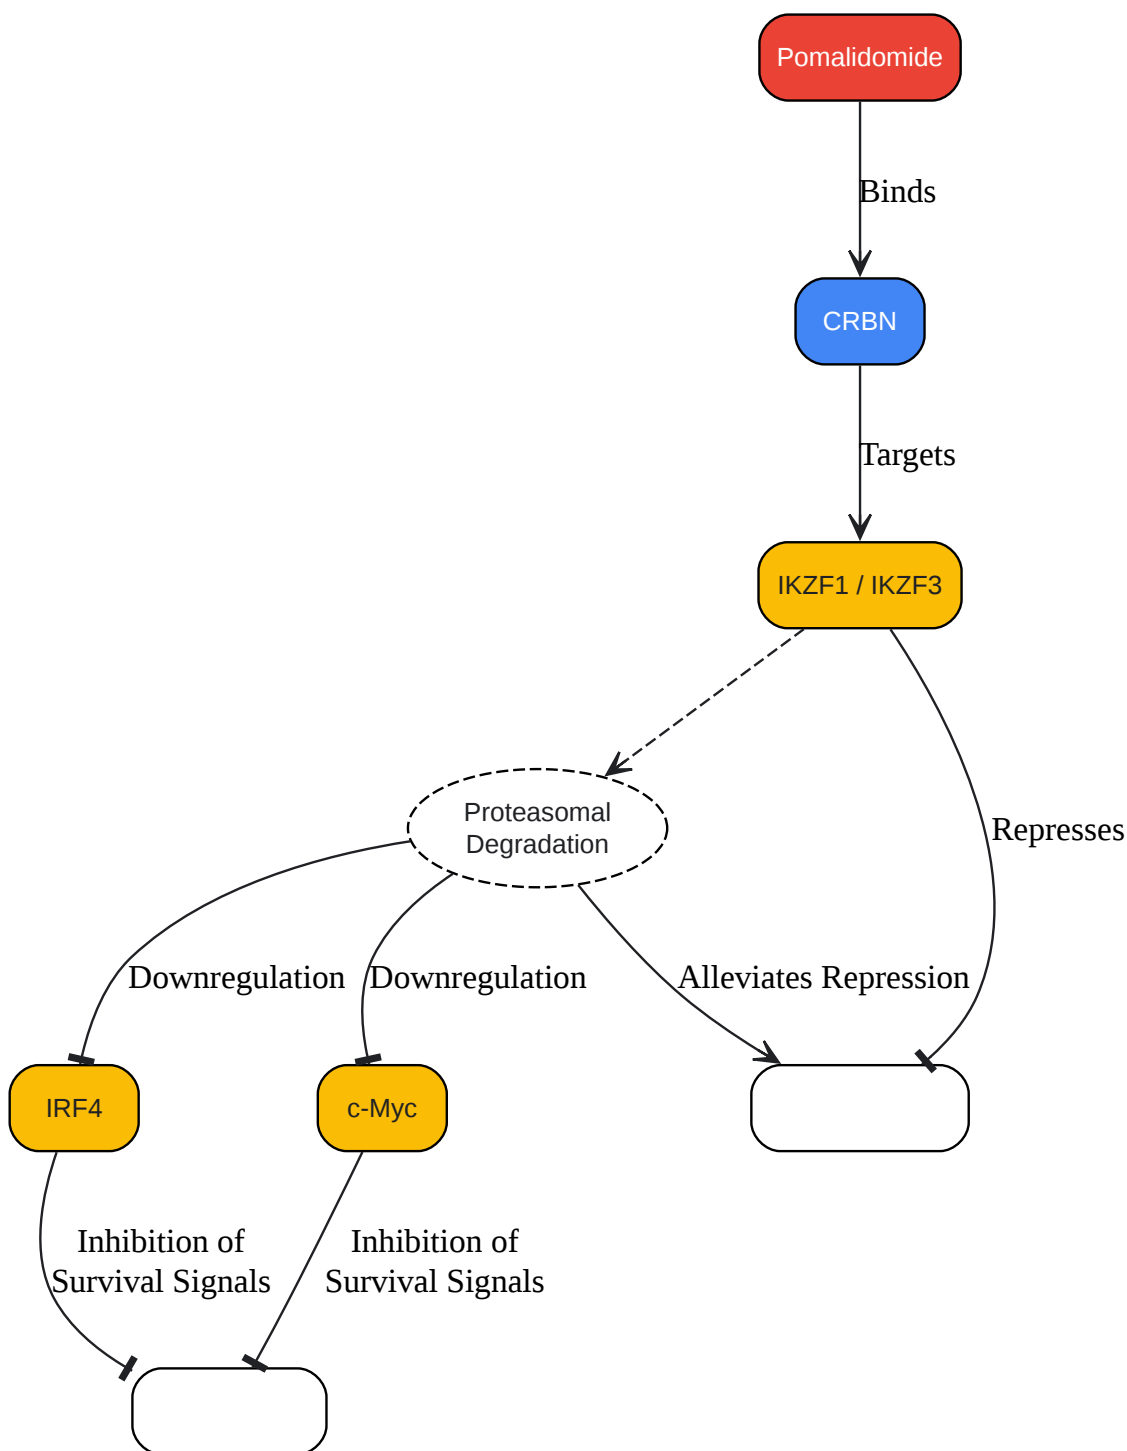 Pomalidomide
Binds
CRBN
Targets
IKZF1 / IKZF3
Proteasomal
Degradation
Represses
Downregulation
Downregulation
Alleviates Repression
IRF4
c-Myc
Inhibition of
Survival Signals
Inhibition of
Survival Signals